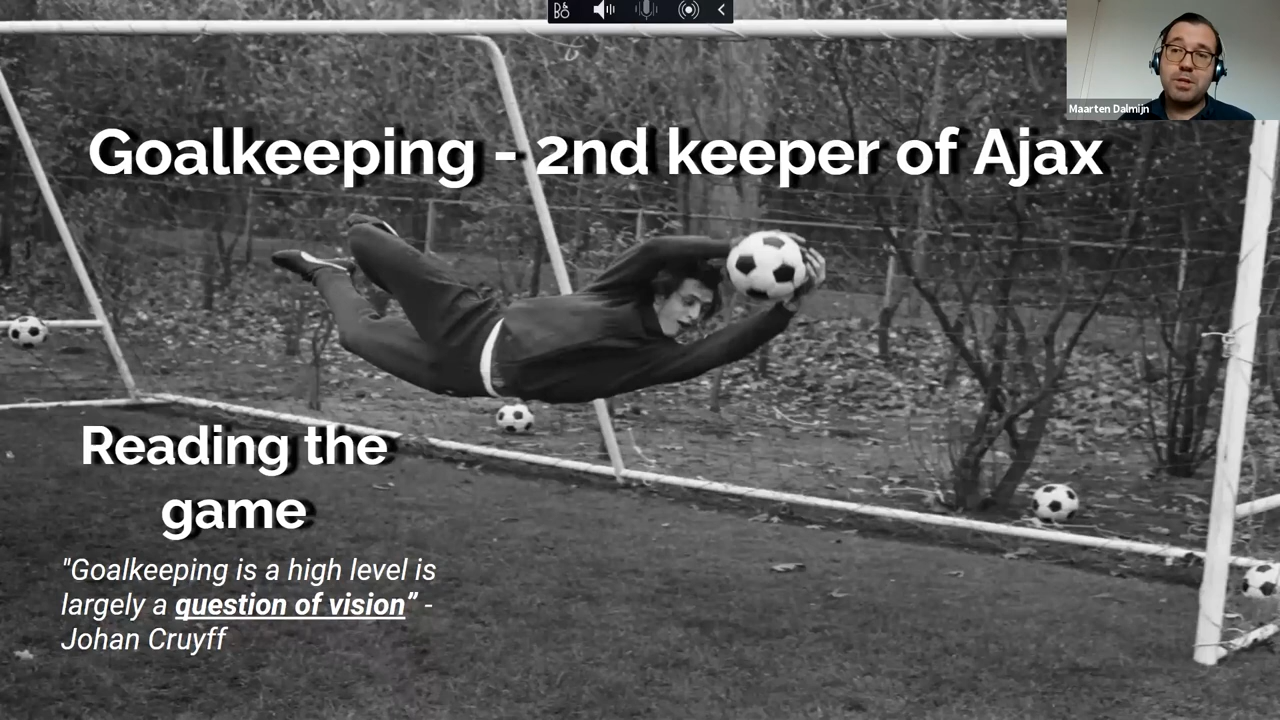 Maarten Dalmijn
Goalkeeping - 2nd keeper of Ajax
Reading the
game
"Goalkeeping is a high level is
largely a question of vision” -
Johan Cruyff